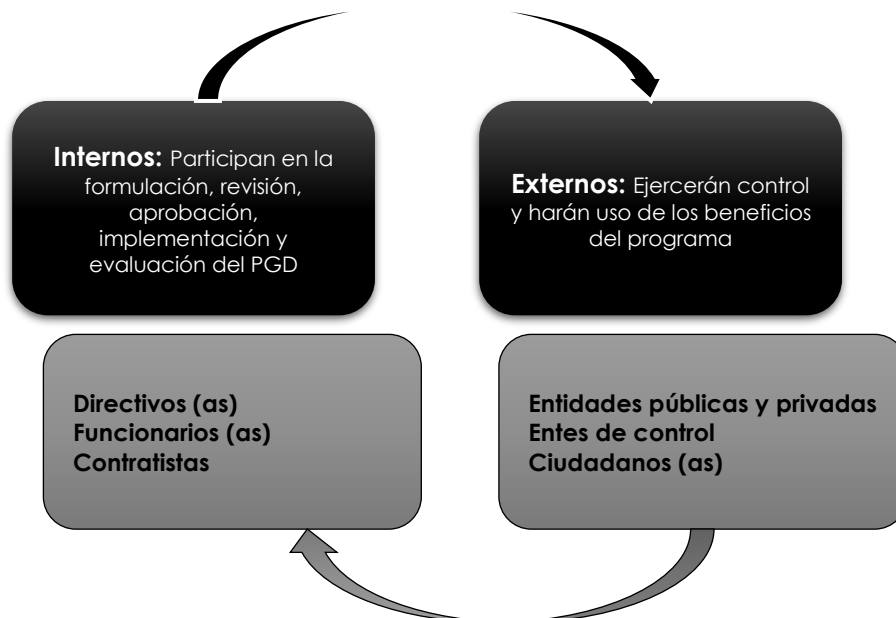 Internos: Participan en la
formulación, revisión,
aprobación,
implementación y
evaluación del PGD
Externos: Ejercerán control
y harán uso de los beneficios
del programa
Directivos (as)
Funcionarios (as)
Contratistas
Entidades públicas y privadas
Entes de control
Ciudadanos (as)